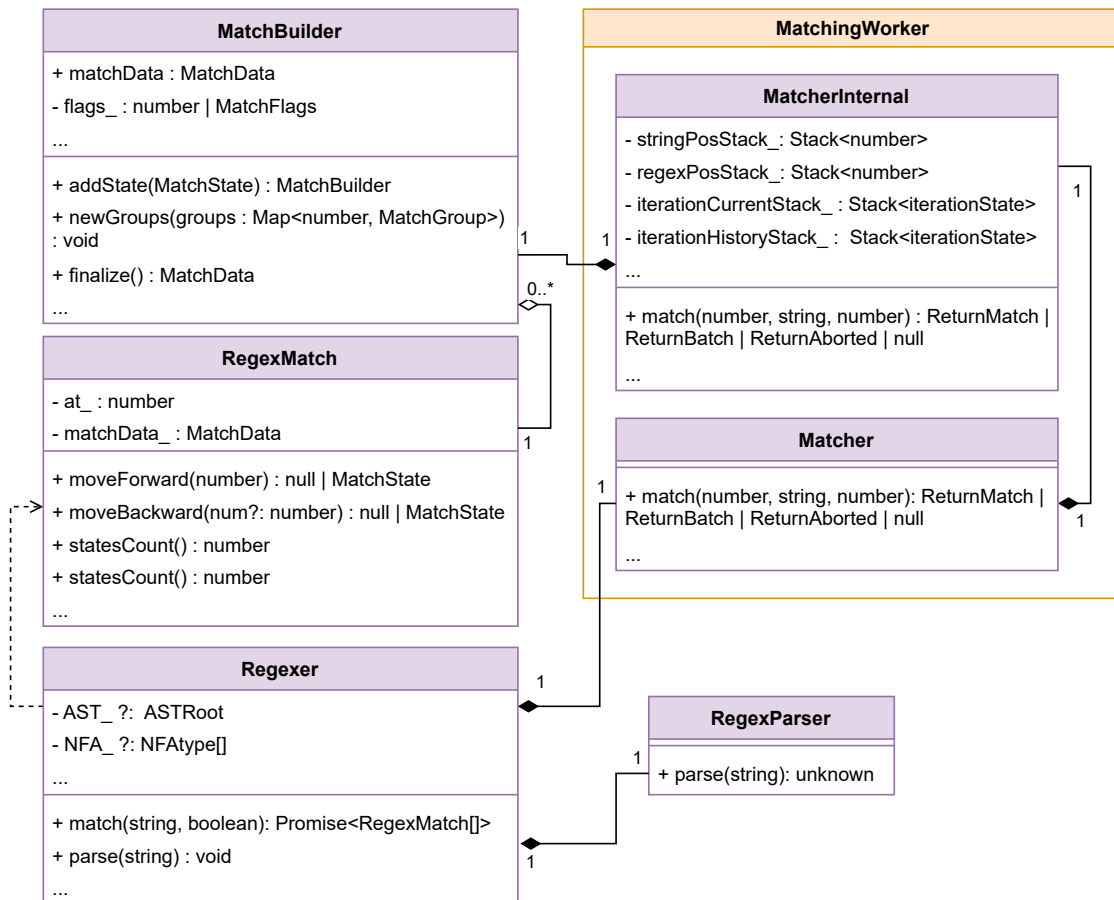 MatchBuilder
+ matchData : MatchData
- flags_ : number | MatchFlags
...
+ addState(MatchState) : MatchBuilder
+ newGroups(groups : Map<number, MatchGroup>)
: void
+ finalize() : MatchData
...
1
1
0..*
1
RegexMatch
- at_ : number
- matchData_ : MatchData
+ moveForward(number) : null | MatchState
+ moveBackward(num?: number) : null | MatchState
+ statesCount() : number
+ statesCount() : number
...
MatchingWorker
MatcherInternal
- stringPosStack_: Stack<number>
- regexPosStack_: Stack<number>
- iterationCurrentStack_ : Stack<iterationState>
- iterationHistoryStack_ :  Stack<iterationState>
...
+ match(number, string, number) : ReturnMatch |
ReturnBatch | ReturnAborted | null
...
1
Matcher
+ match(number, string, number): ReturnMatch |
ReturnBatch | ReturnAborted | null
...
1
1
Regexer
- AST_ ?:  ASTRoot
- NFA_ ?: NFAtype[]
...
+ match(string, boolean): Promise<RegexMatch[]>
+ parse(string) : void
...
1
1
1
RegexParser
+ parse(string): unknown